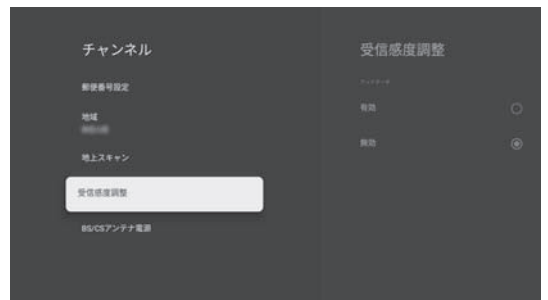 チャンネル
郵便番号設定
地域
地上スキャン
受信感度調整
BS/CSアンテナ電源
受信感度調整
有効
無効